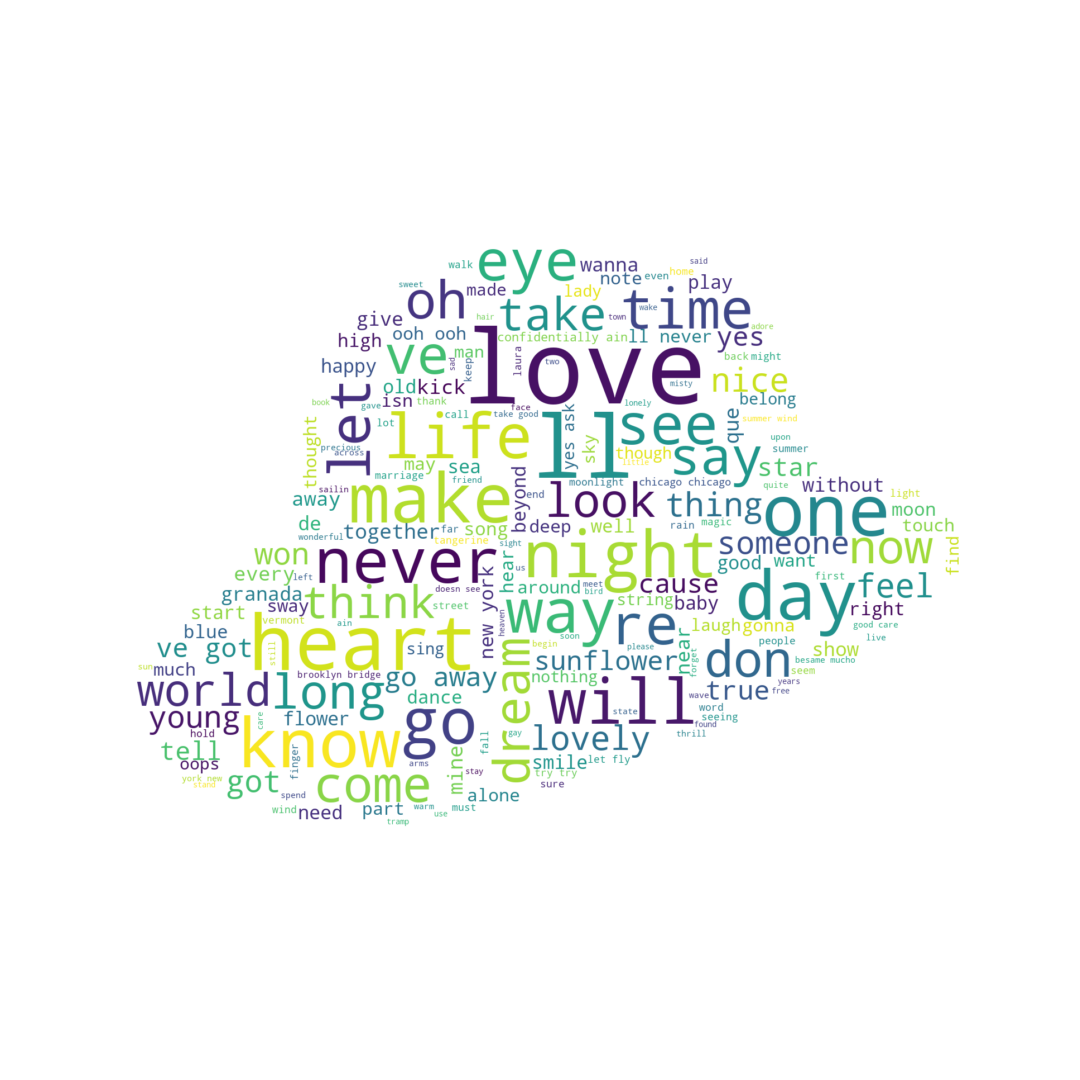 said
walk
eye
wanna
home
sweet
note
even
play
made
lady
wake
oh
take
time
hair
town
give
adore
ooh ooh
confidentially ain
ll never
yes
high
ve
man
love
laura
two
back
might
sad
keep
misty
happy
nice
old
kick
isn
book
gave
thank
lonely
belong
let
face
call
take good
yes ask
see
que
summer wind
lot
life
ll
upon
thought
precious
across
sky
though
say
summer
may
sea
little
star
quite
marriage
friend
moonlight
chicago chicago
without
sailin
make
end
look
thing
one
light
away
beyond
moon
de
together
far
song
deep
well
rain
magic
touch
wonderful
tangerine
sight
someone
now
find
won
never
us
night
hear
good
want
every
left
doesn see
meet
cause
first
feel
granada
sway
think
bird
around
string
baby
day
right
start
street
new york
way
good care
vermont
ain
heaven
re
laugh
gonna
live
blue
heart
soon
people
ve got
still
sing
begin
please
near
forget
don
show
much
brooklyn bridge
dream
sunflower
besame mucho
sun
go away
nothing
seem
world
long
dance
will
true
years
free
young
flower
care
go
wave
state
word
seeing
hold
found
tell
know
gay
lovely
thrill
oops
finger
fall
smile
let fly
york new
arms
stay
mine
try try
stand
got
come
sure
spend
alone
wind
need
part
warm
must
use
tramp